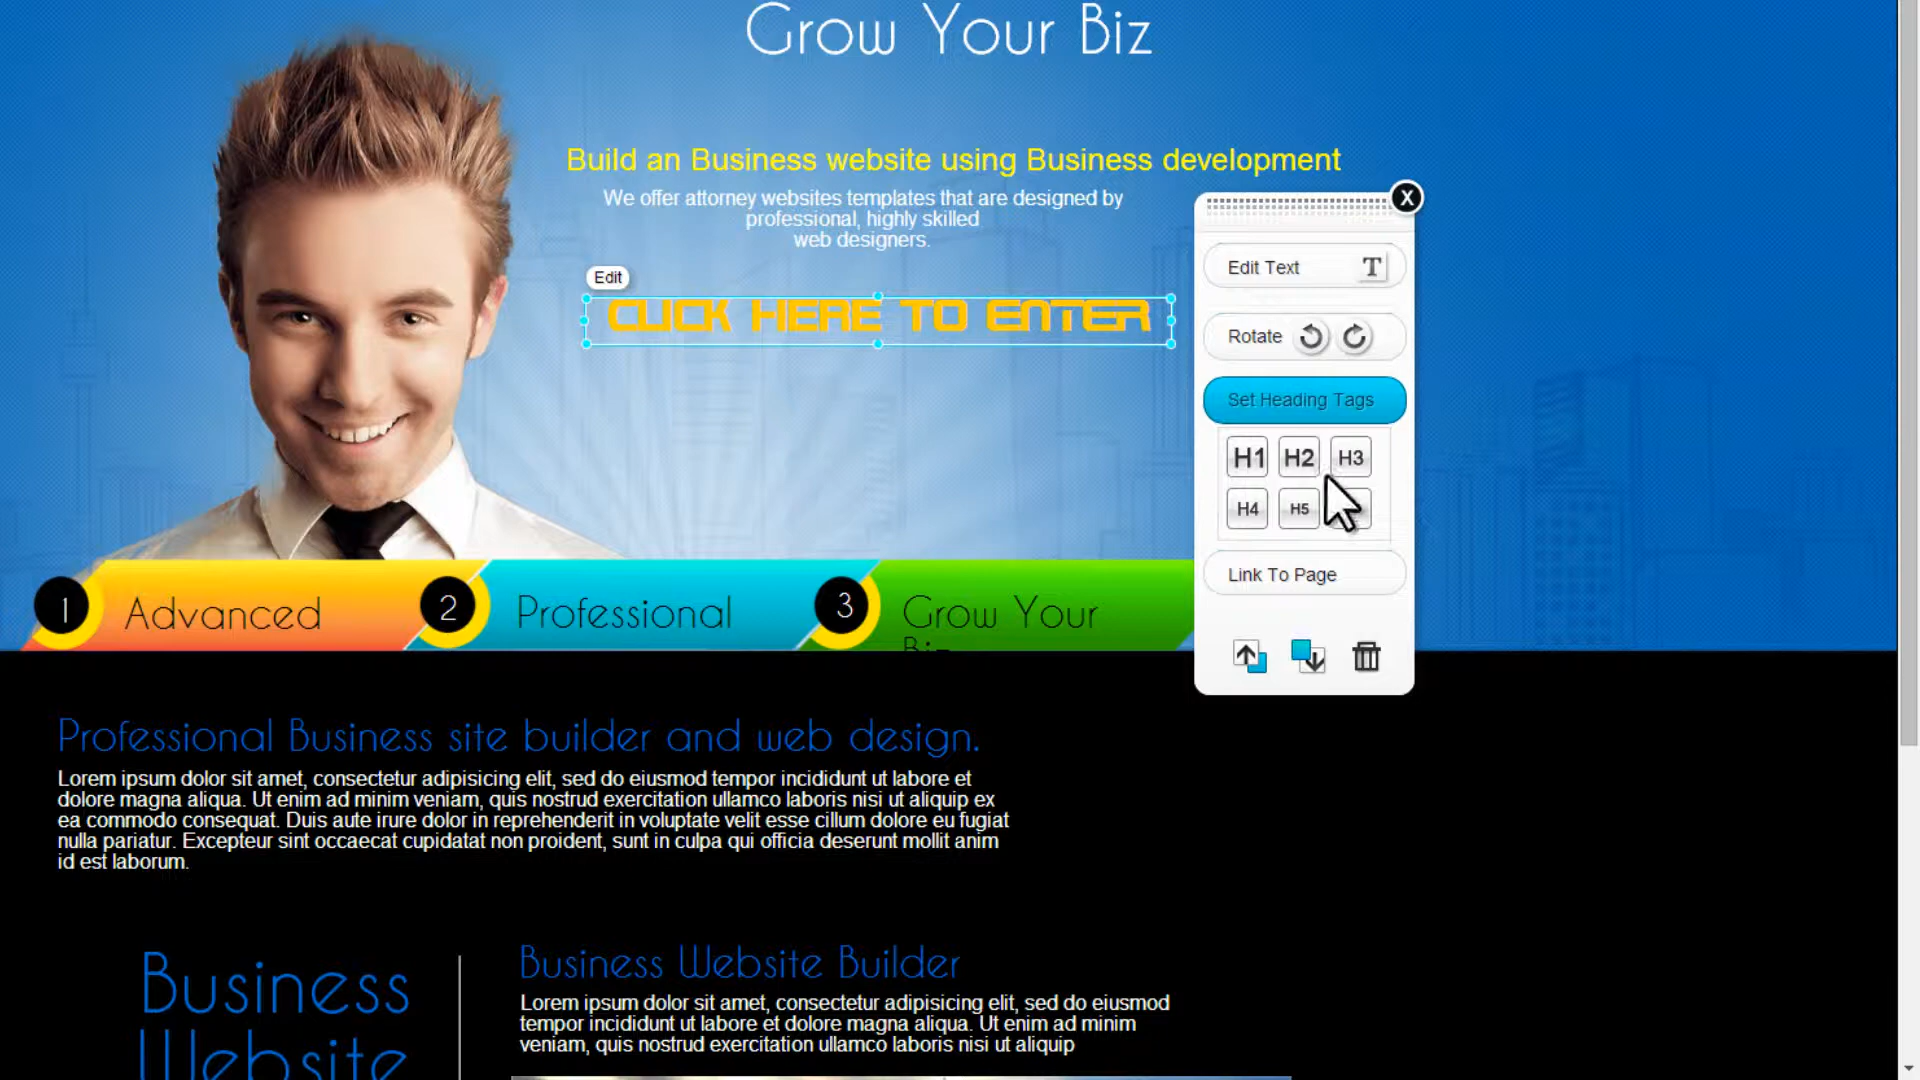 Grow Your Biz
Build an Business website using Business development
We offer attorney websites templates that are designed by
professional, highly skilled
web designers.
X
Edit Text T
Edit
CLICK HERE TO ENTER
Rotate
Set Heading Tags
H1 H2 H3
H4 H5
Link To Page
1 Advanced
2 Professional
3 Grow Your
Biz
Professional Business site builder and web design.
Lorem ipsum dolor sit amet, consectetur adipisicing elit, sed do eiusmod tempor incididunt ut labore et
dolore magna aliqua. Ut enim ad minim veniam, quis nostrud exercitation ullamco laboris nisi ut aliquip ex
ea commodo consequat. Duis aute irure dolor in reprehenderit in voluptate velit esse cillum dolore eu fugiat
nulla pariatur. Excepteur sint occaecat cupidatat non proident, sunt in culpa qui officia deserunt mollit anim
id est laborum.
Business
Website
Business Website Builder
Lorem ipsum dolor sit amet, consectetur adipisicing elit, sed do eiusmod
tempor incididunt ut labore et dolore magna aliqua. Ut enim ad minim
veniam, quis nostrud exercitation ullamco laboris nisi ut aliquip